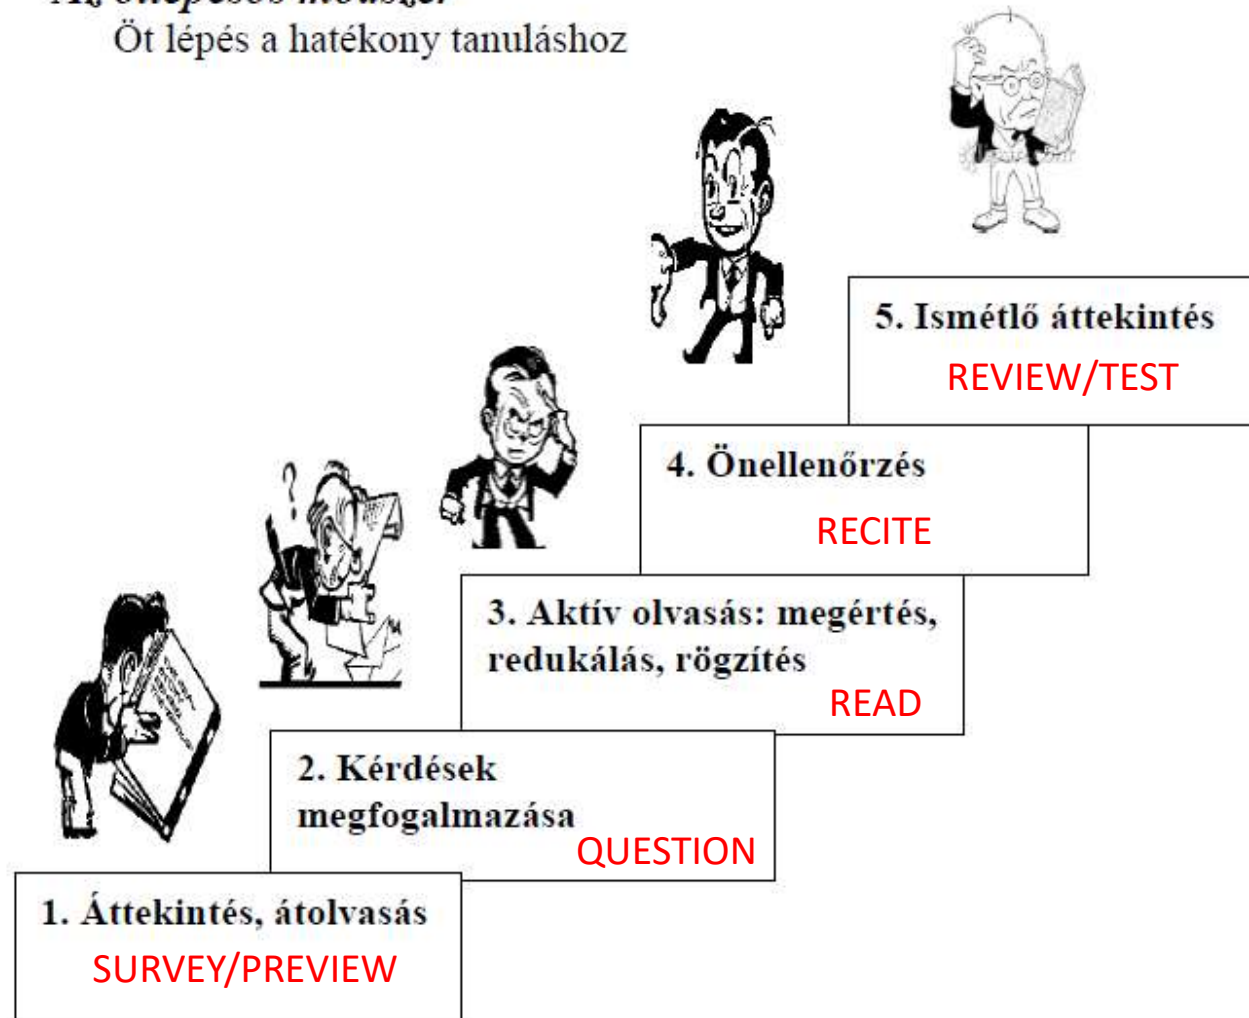 Öt lépés a hatékony tanuláshoz
5. Ismétlő áttekintés
REVIEW/TEST
4. Önellenőrzés
RECITE
3. Aktív olvasás: megértés,
redukálás, rögzítés
READ
2. Kérdések
megfogalmazása
QUESTION
1. Áttekintés, átolvasás
SURVEY/PREVIEW
?